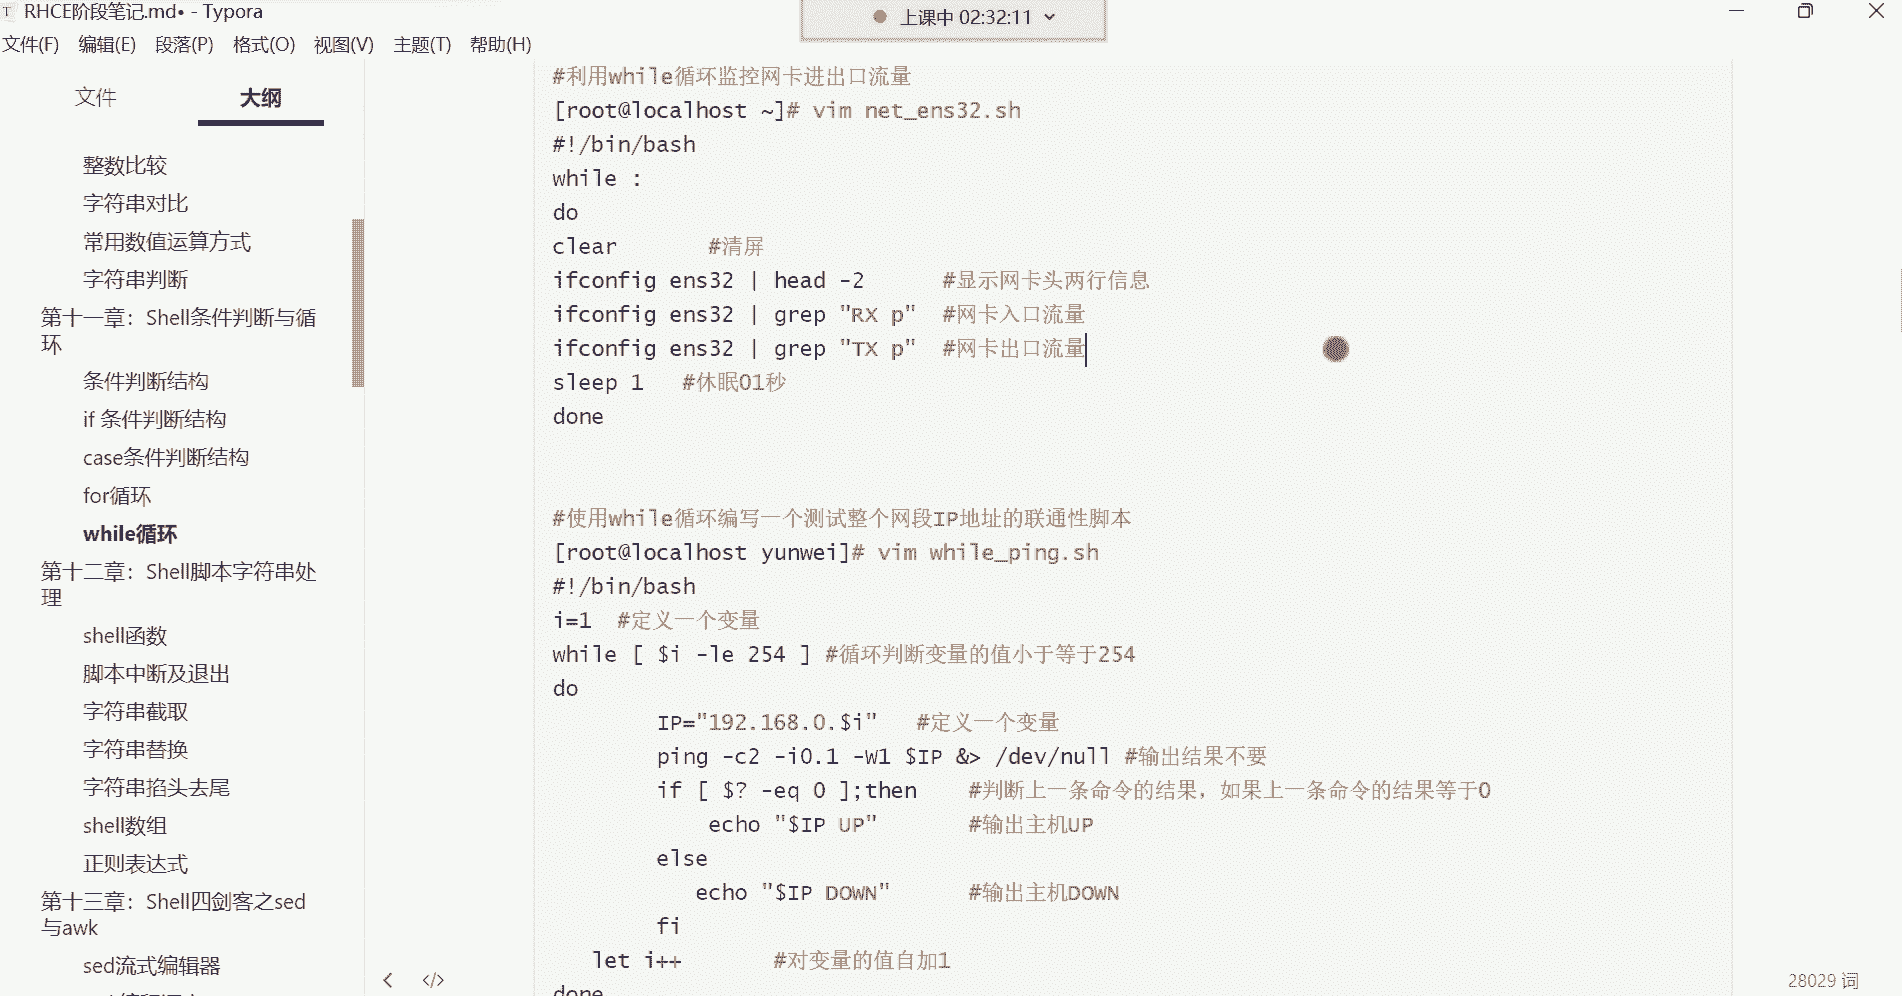 RHCE阶段笔记.md• - Typora
上课中 02:32:11
文件(F) 编辑(E) 段落(P) 格式(O) 视图(V) 主题(T) 帮助(H)
文件 大纲
整数比较
字符串对比
常用数值运算方式
字符串判断
第十一章：Shell条件判断与循
环
条件判断结构
if 条件判断结构
case条件判断结构
for循环
while循环
第十二章：Shell脚本字符串处
理
shell函数
脚本中断及退出
字符串截取
字符串替换
字符串掐头去尾
shell数组
正则表达式
第十三章：Shell四剑客之sed
与awk
sed流式编辑器
#利用while循环监控网卡进出口流量
[root@localhost ~]# vim net_ens32.sh
#!/bin/bash
while :
do
clear #清屏
ifconfig ens32 | head -2 #显示网卡头两行信息
ifconfig ens32 | grep "RX p" #网卡入口流量
ifconfig ens32 | grep "TX p" #网卡出口流量
sleep 1 #休眠01秒
done
#使用while循环编写一个测试整个网段IP地址的联通性脚本
[root@localhost yunwei]# vim while_ping.sh
#!/bin/bash
i=1 #定义一个变量
while [ $i -le 254 ] #循环判断变量的值小于等于254
do
IP="192.168.0.$i" #定义一个变量
ping -c2 -i0.1 -W1 $IP &> /dev/null #输出结果不要
if [ $? -eq 0 ];then #判断上一条命令的结果，如果上一条命令的结果等于0
echo "$IP UP" #输出主机UP
else
echo "$IP DOWN" #输出主机DOWN
fi
let i++ #对变量的值自加1
done
28029 词